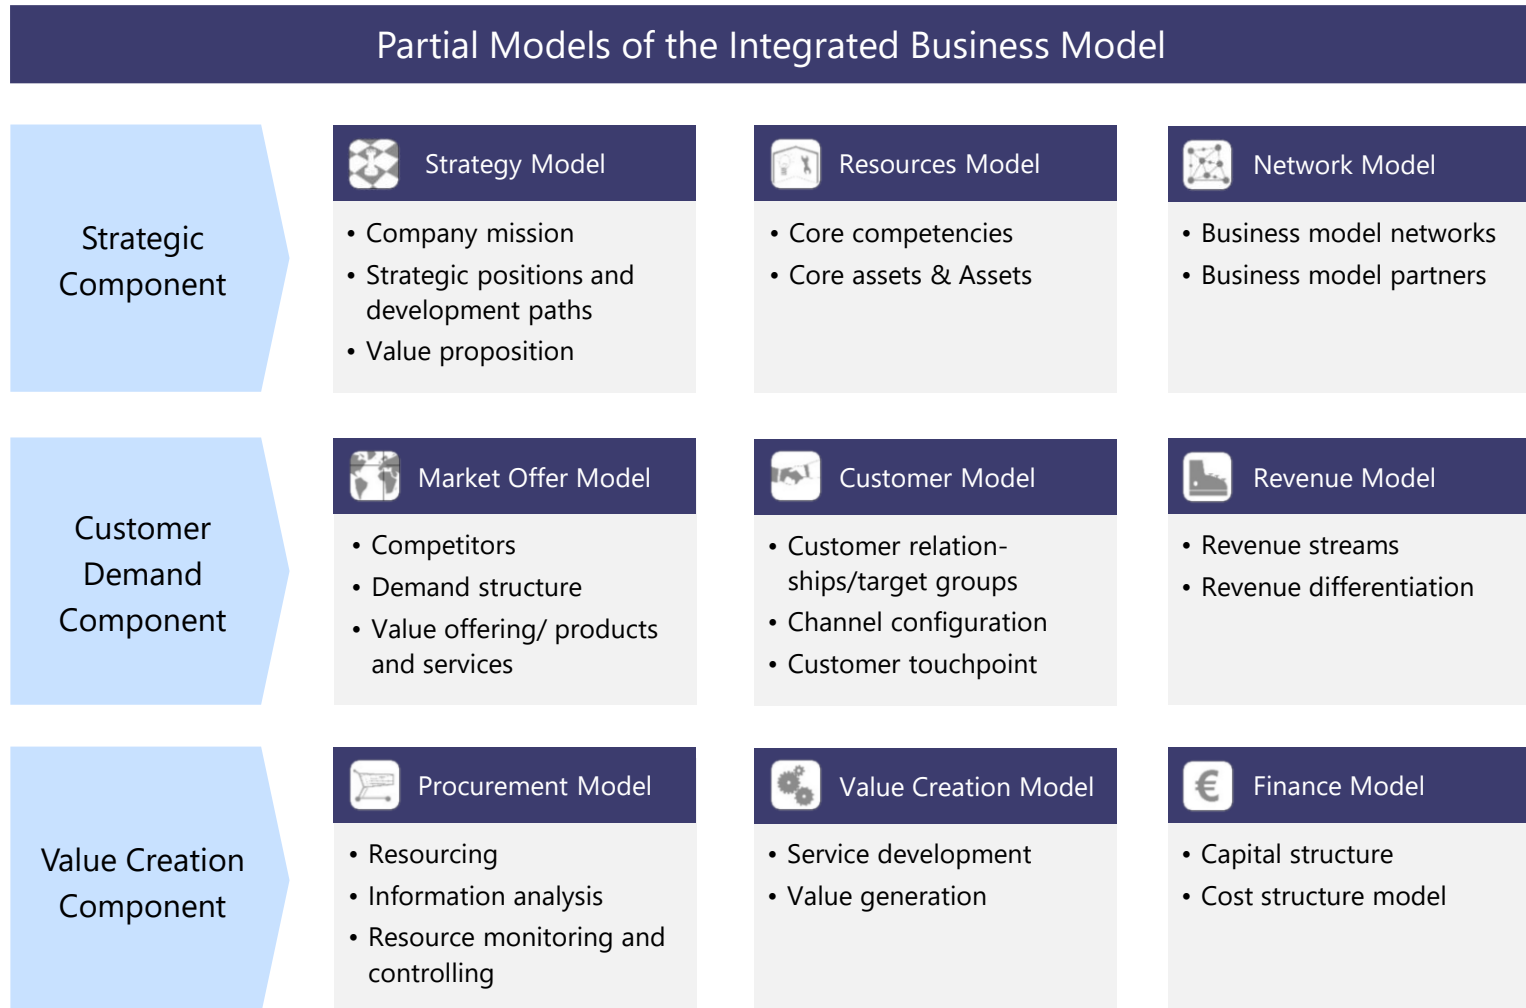 Partial Models of the Integrated Business Model
Strategic
Component
Strategy Model
• Company mission
• Strategic positions and
development paths
• Value proposition
Resources Model
• Core competencies
• Core assets & Assets
Network Model
• Business model networks
• Business model partners
Customer
Demand
Component
Market Offer Model
• Competitors
• Demand structure
• Value offering/ products
and services
Customer Model
• Customer relation-
ships/target groups
• Channel configuration
• Customer touchpoint
Revenue Model
• Revenue streams
• Revenue differentiation
Value Creation
Component
Procurement Model
• Resourcing
• Information analysis
• Resource monitoring and
controlling
Value Creation Model
• Service development
• Value generation
€
Finance Model
• Capital structure
• Cost structure model